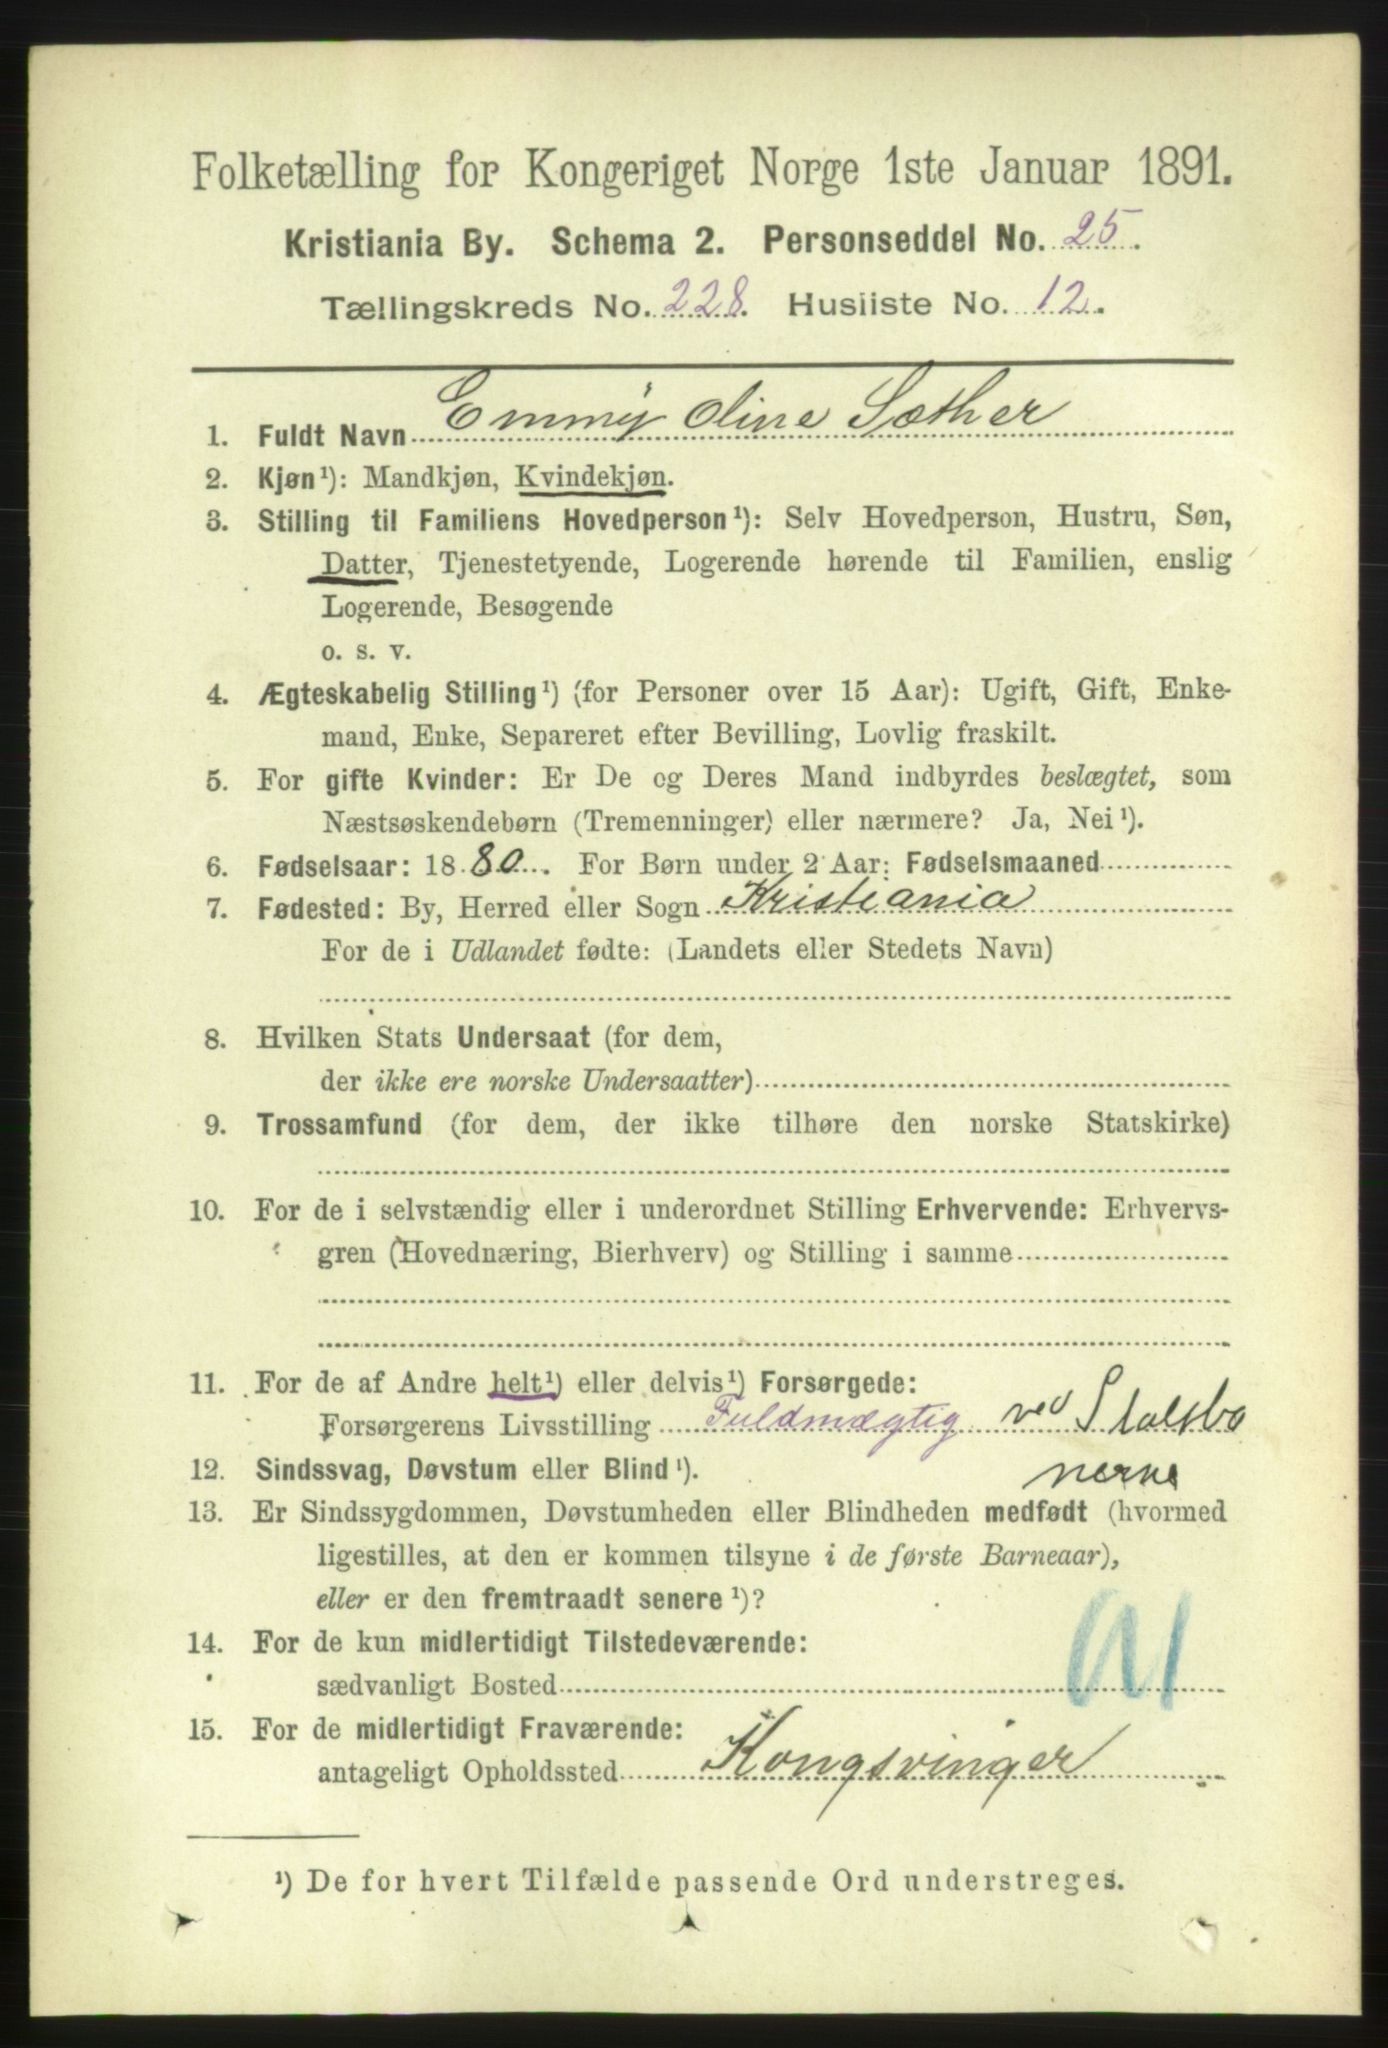 Folketælling for Kongeriget Norge 1ste Januar 1891.
Kristiania By. Schema 2. Personseddel No. 25.
Tællingskreds No. 228. Husliste No. 12.
1. Fuldt Navn Emmy Oline Sæther
2. Kjøn¹): Mandkjøn, Kvindekjøn.
3. Stilling til Familiens Hovedperson¹): Selv Hovedperson, Hustru, Søn,
Datter, Tjenestetyende, Logerende hørende til Familien, enslig
Logerende, Besøgende
o. s. v.
4. Ægteskabelig Stilling¹) (for Personer over 15 Aar): Ugift, Gift, Enke-
mand, Enke, Separeret efter Bevilling, Lovlig fraskilt.
5. For gifte Kvinder: Er De og Deres Mand indbyrdes beslægtet, som
Næstsøskendebørn (Tremenninger) eller nærmere? Ja, Nei¹).
6. Fødselsaar: 1880. For Børn under 2 Aar: Fødselsmaaned
7. Fødested: By, Herred eller Sogn Kristiania
For de i Udlandet fødte: (Landets eller Stedets Navn)
8. Hvilken Stats Undersaat (for dem,
der ikke ere norske Undersaatter)
9. Trossamfund (for dem, der ikke tilhøre den norske Statskirke)
10. For de i selvstændig eller i underordnet Stilling Erhvervende: Erhvervs-
gren (Hovednæring, Bierhverv) og Stilling i samme
11. For de af Andre helt¹) eller delvis¹) Forsørgede:
Forsørgerens Livsstilling Fuldmægtig ved Statsba
12. Sindssvag, Døvstum eller Blind¹). nerne
13. Er Sindssygdommen, Døvstumheden eller Blindheden medfødt (hvormed
ligestilles, at den er kommen tilsyne i de første Barneaar),
eller er den fremtraadt senere¹)?
14. For de kun midlertidigt Tilstedeværende:
sædvanligt Bosted
15. For de midlertidigt Fraværende:
antageligt Opholdssted Kongsvinger
¹) De for hvert Tilfælde passende Ord understreges.